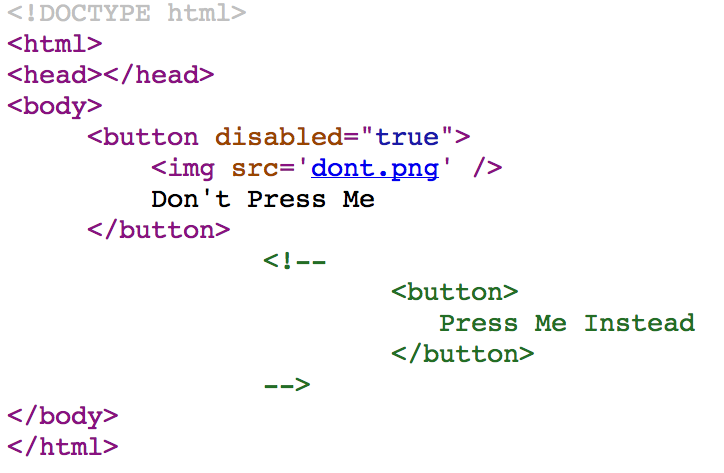 <!DOCTYPE html>
<html>
<head></head>
<body>
<button disabled="true">
<img src='dont.png' />
Don't Press Me
</button>
<!--
<button>
Press Me Instead
</button>
-->
</body>
</html>